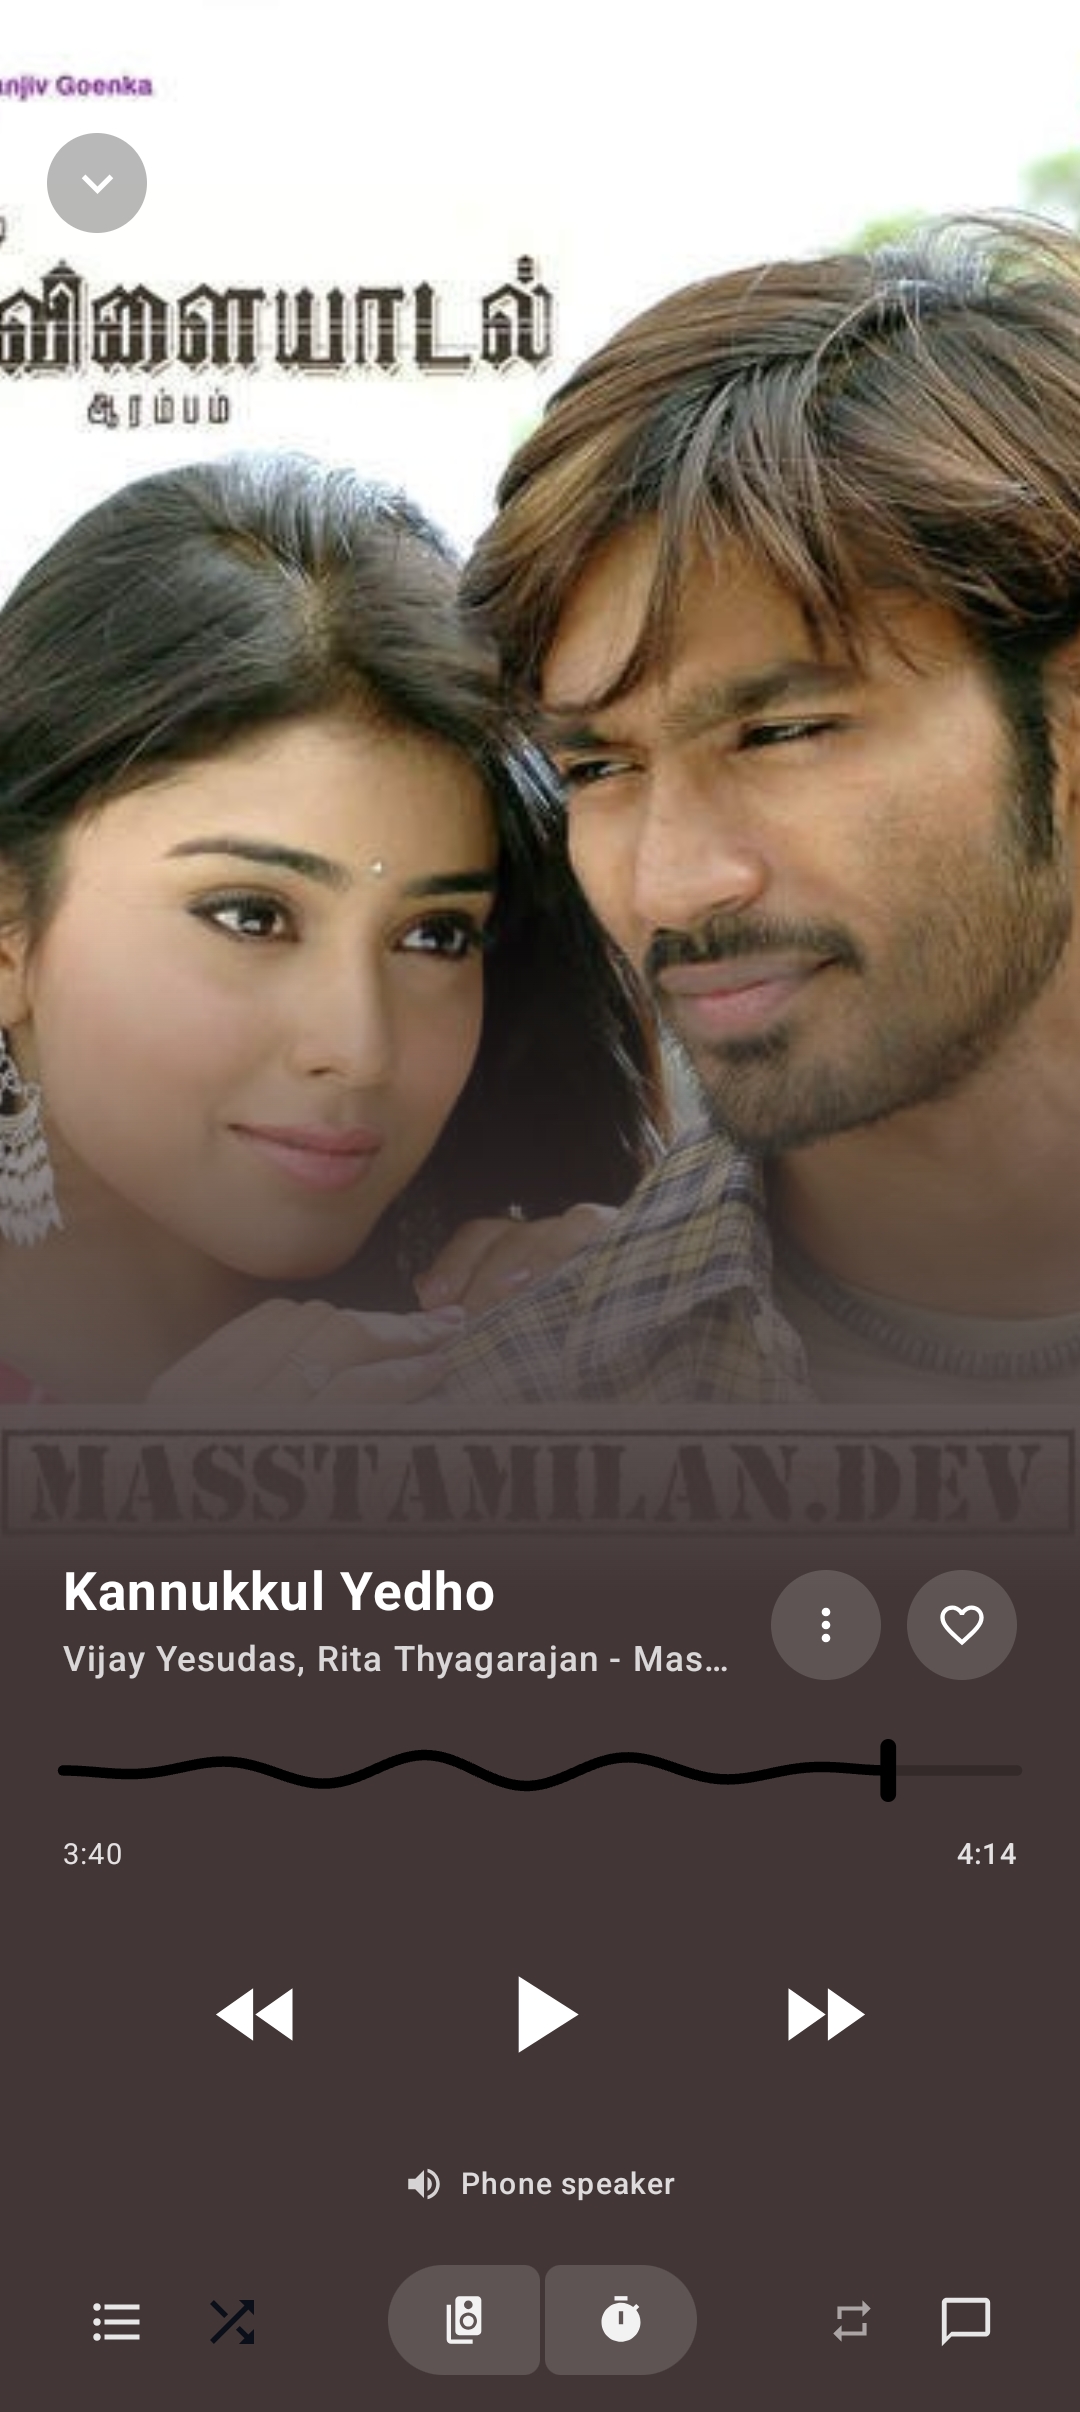 Goenka
விளையாடல்
ஆரம்பம்
MASSTAMILAN.DEV
Kannukkul Yedho
Vijay Yesudas, Rita Thyagarajan - Mas...
3:40
4:14
Phone speaker